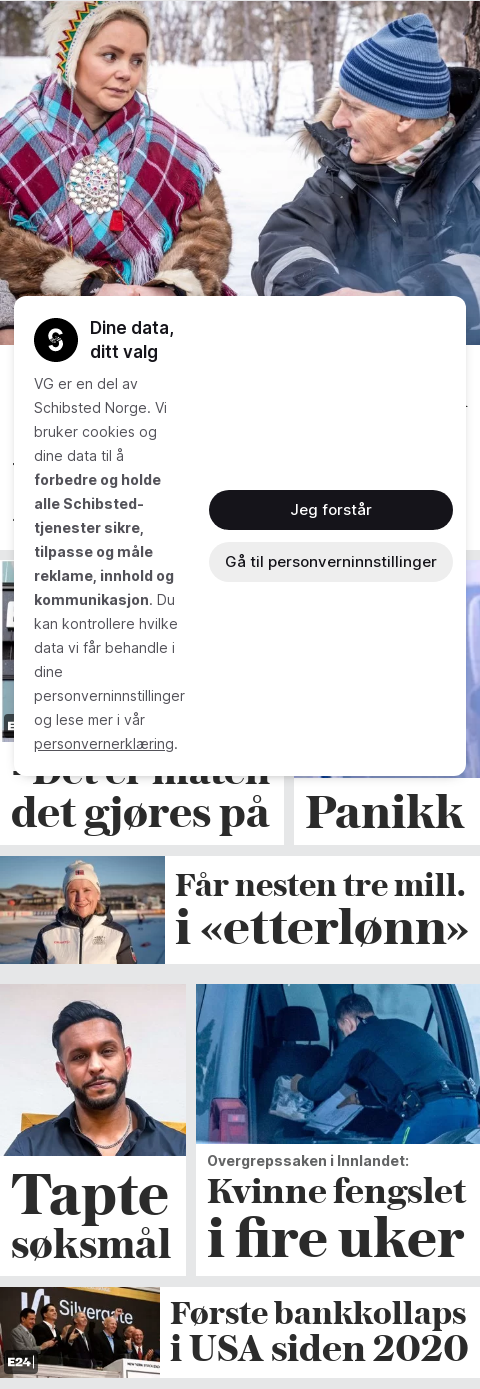 Dine data,
ditt valg
VG er en del av
Schibsted Norge. Vi
bruker cookies og
dine data til å
forbedre og holde
alle Schibsted-
tjenester sikre,
tilpasse og måle
reklame, innhold og
kommunikasjon. Du
kan kontrollere hvilke
data vi får behandle i
dine
personverninnstillinger
og lese mer i vår
personvernerklæring.
Jeg forstår
Gå til personverninnstillinger
– Det er måten
det gjøres på
Panikk
Får nesten tre mill.
i «etterlønn»
Tapte
søksmål
Overgrepssaken i Innlandet:
Kvinne fengslet
i fire uker
Silvergate
E24
Første bankkollaps
i USA siden 2020